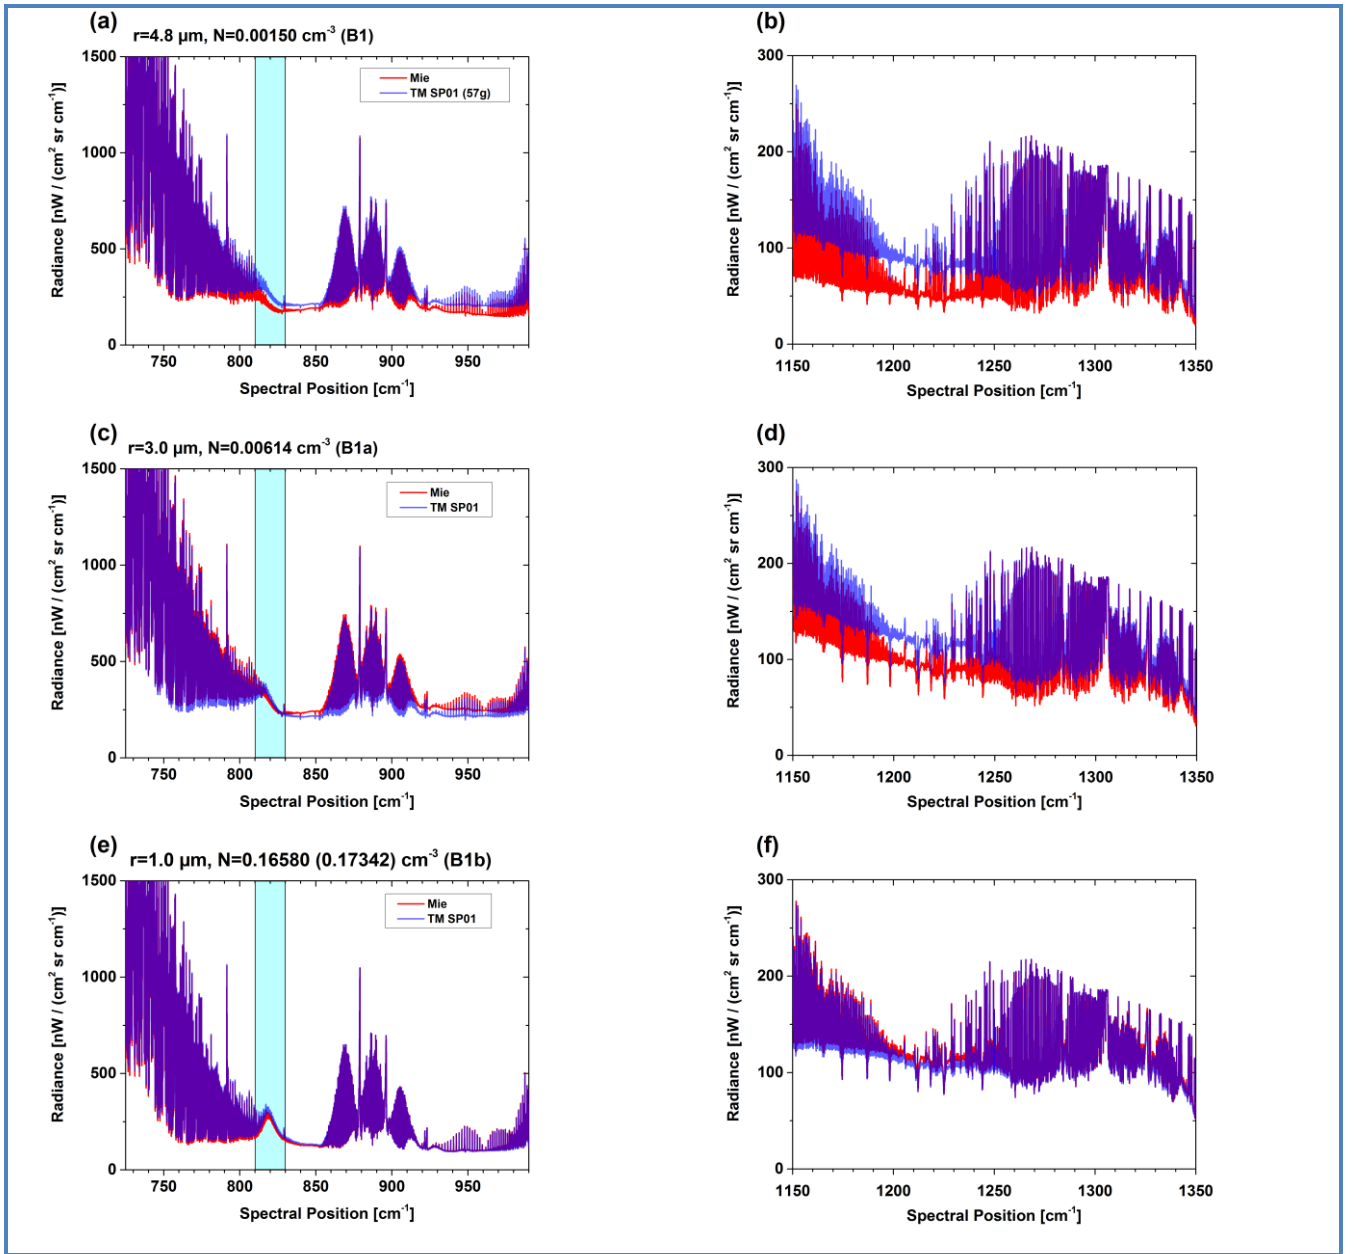 (a)
r=4.8 µm, N=0.00150 cm⁻³ (B1)
1500
1000
500
0
Radiance [nW / (cm² sr cm⁻¹)]
Mie
TM SP01 (57g)
750 800 850 900 950
Spectral Position [cm⁻¹]
(b)
300
200
100
0
Radiance [nW / (cm² sr cm⁻¹)]
1150 1200 1250 1300 1350
Spectral Position [cm⁻¹]
(c)
r=3.0 µm, N=0.00614 cm⁻³ (B1a)
1500
1000
500
0
Radiance [nW / (cm² sr cm⁻¹)]
Mie
TM SP01
750 800 850 900 950
Spectral Position [cm⁻¹]
(d)
300
200
100
0
Radiance [nW / (cm² sr cm⁻¹)]
1150 1200 1250 1300 1350
Spectral Position [cm⁻¹]
(e)
r=1.0 µm, N=0.16580 (0.17342) cm⁻³ (B1b)
1500
1000
500
0
Radiance [nW / (cm² sr cm⁻¹)]
Mie
TM SP01
750 800 850 900 950
Spectral Position [cm⁻¹]
(f)
300
200
100
0
Radiance [nW / (cm² sr cm⁻¹)]
1150 1200 1250 1300 1350
Spectral Position [cm⁻¹]